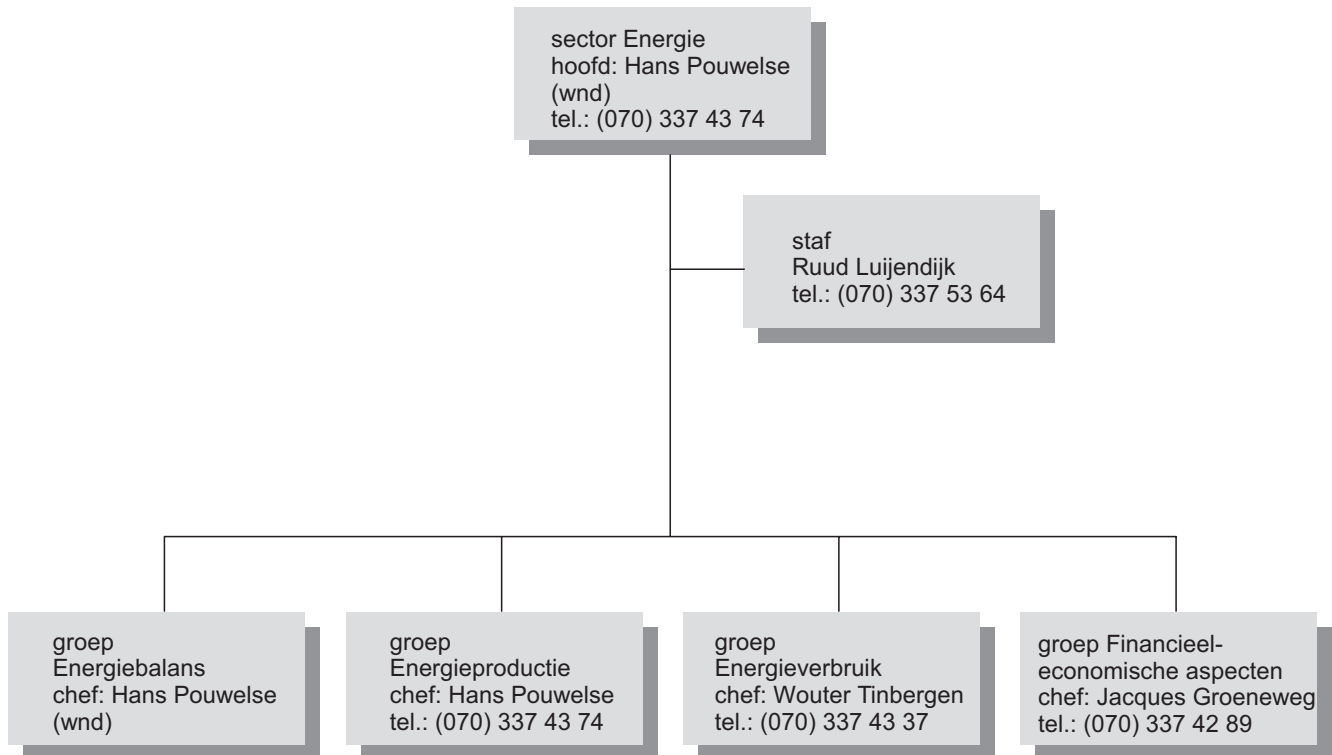 sector Energie
hoofd: Hans Pouwelse
(wnd)
tel.: (070) 337 43 74
staf
Ruud Luijendijk
tel.: (070) 337 53 64
groep
Energiebalans
chef: Hans Pouwelse
(wnd)
groep
Energieproductie
chef: Hans Pouwelse
tel.: (070) 337 43 74
groep
Energieverbruik
chef: Wouter Tinbergen
tel.: (070) 337 43 37
groep Financieel-
economische aspecten
chef: Jacques Groeneweg
tel.: (070) 337 42 89